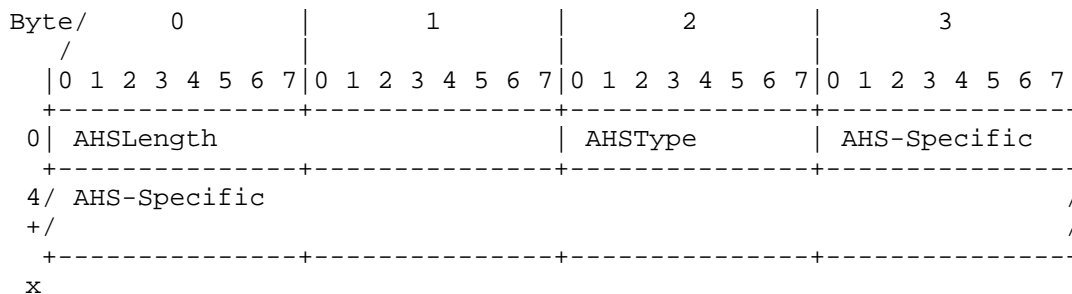 Byte/     0       |       1       |       2       |       3
   /              |               |               |
  |0 1 2 3 4 5 6 7|0 1 2 3 4 5 6 7|0 1 2 3 4 5 6 7|0 1 2 3 4 5 6 7
  +---------------+---------------+---------------+---------------
 0| AHSLength                     | AHSType       | AHS-Specific
  +---------------+---------------+---------------+---------------
 4/ AHS-Specific                                                  /
 +/                                                               /
  +---------------+---------------+---------------+---------------
 x